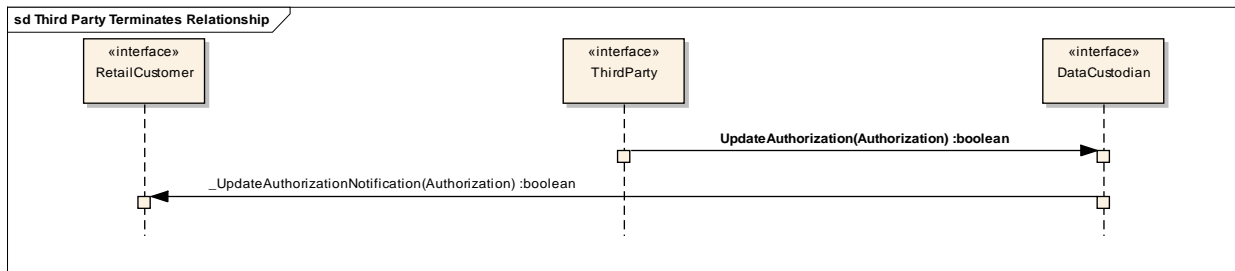 sd Third Party Terminates Relationship
«interface»
RetailCustomer
«interface»
ThirdParty
«interface»
DataCustodian
UpdateAuthorization(Authorization) :boolean
_UpdateAuthorizationNotification(Authorization) :boolean